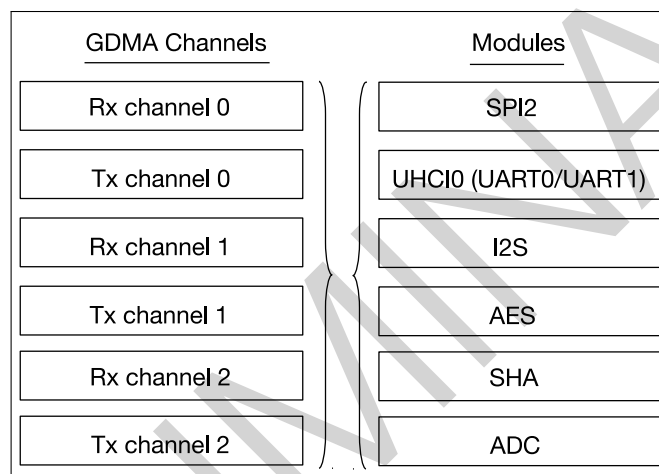 GDMA Channels
Modules
Rx channel 0
SPI2
Tx channel 0
UHCI0 (UART0/UART1)
Rx channel 1
I2S
Tx channel 1
AES
Rx channel 2
SHA
Tx channel 2
ADC
IMINA